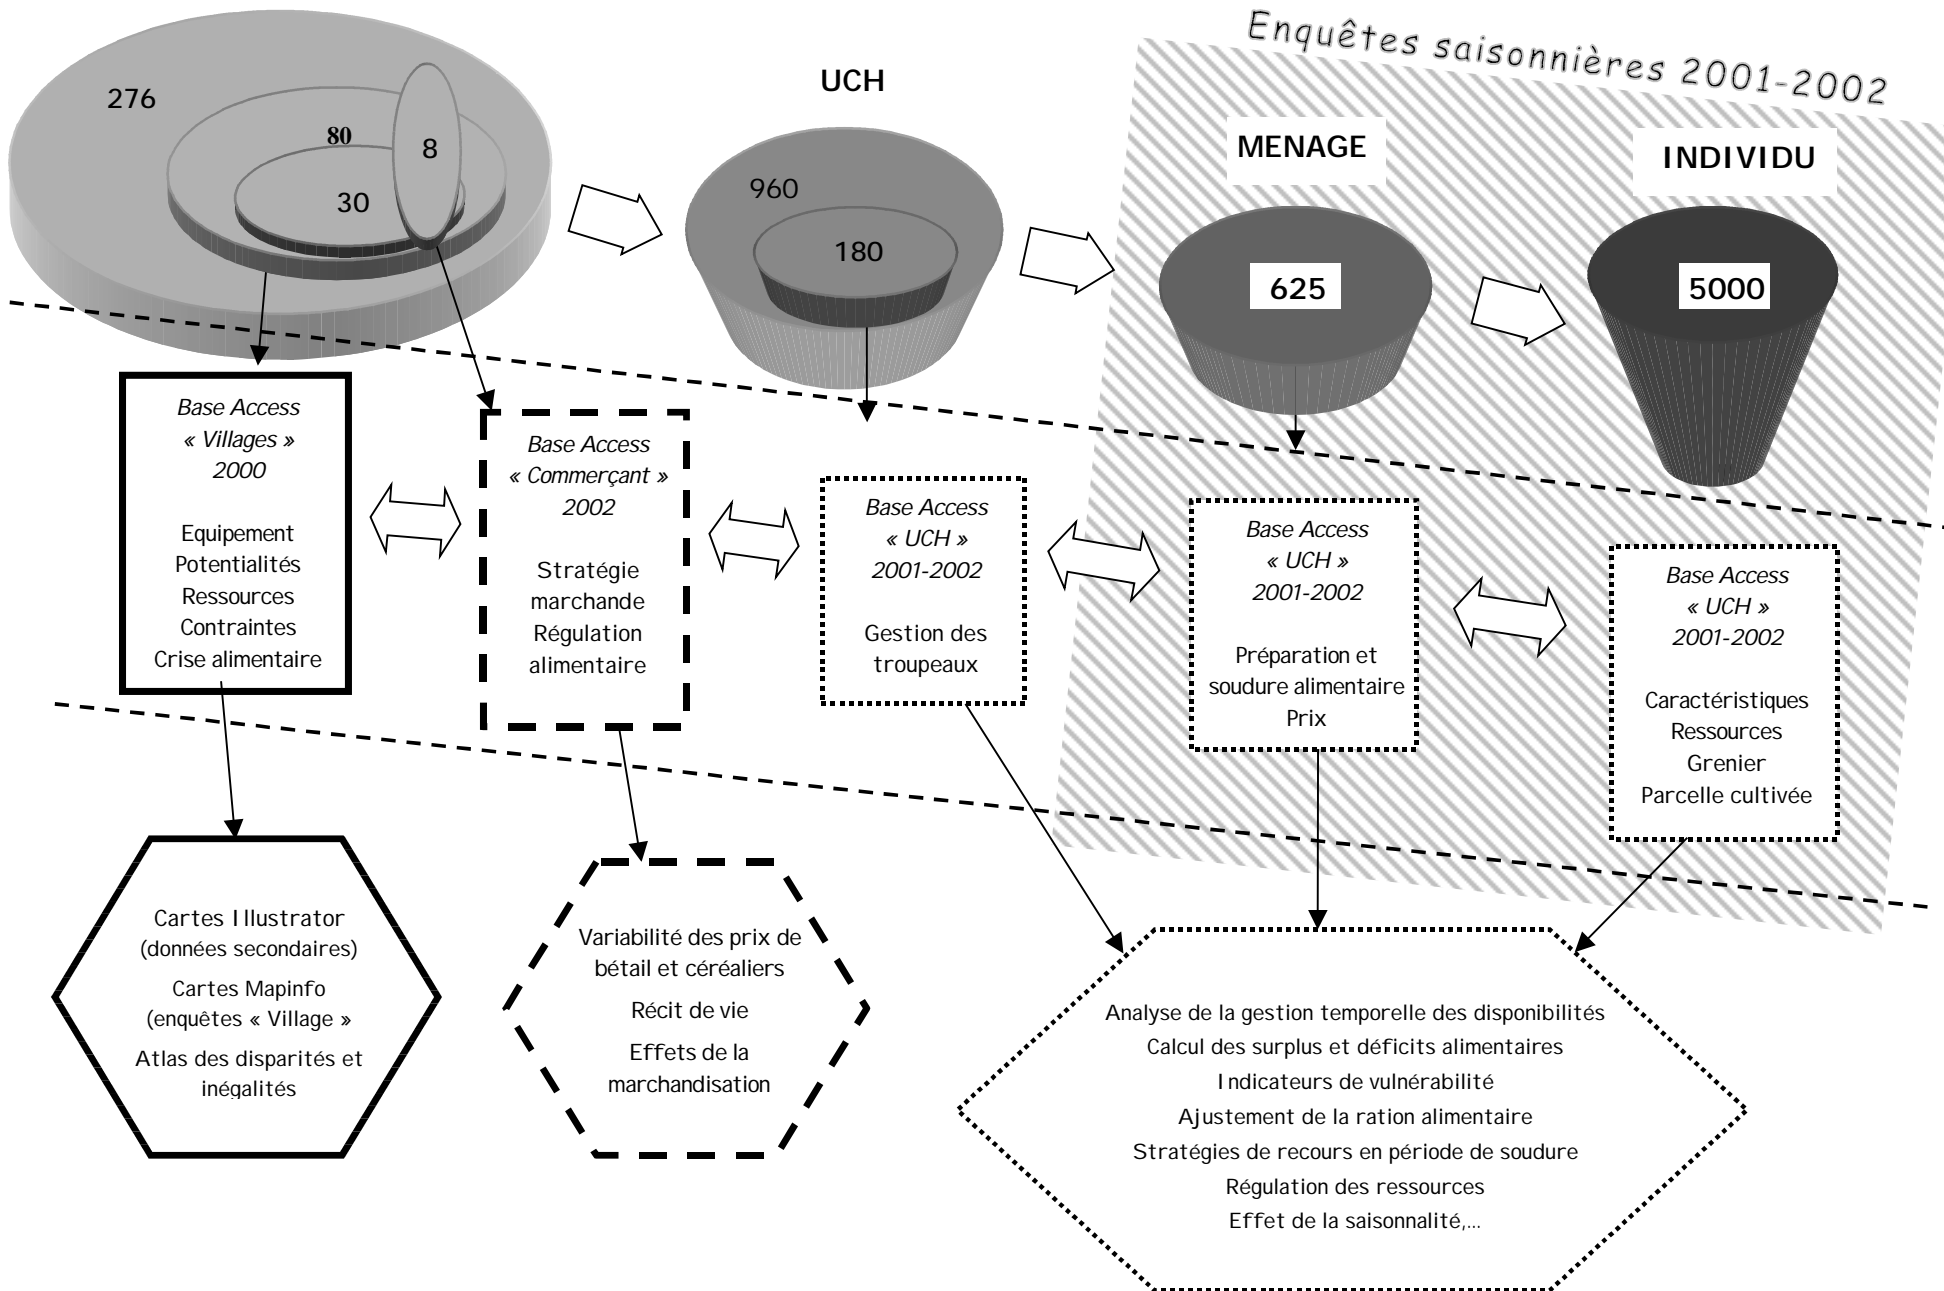 Enquêtes saisonnières 2001-2002
276
80
8
30
UCH
960
180
MENAGE
625
INDIVIDU
5000
Base Access
« Villages »
2000
Equipement
Potentialités
Ressources
Contraintes
Crise alimentaire
Base Access
« Commerçant »
2002
Stratégie
marchande
Régulation
alimentaire
Base Access
« UCH »
2001-2002
Gestion des
troupeaux
Base Access
« UCH »
2001-2002
Préparation et
soudure alimentaire
Prix
Base Access
« UCH »
2001-2002
Caractéristiques
Ressources
Grenier
Parcelle cultivée
Cartes Illustrator
(données secondaires)
Cartes Mapinfo
(enquêtes « Village »
Atlas des disparités et
inégalités
Variabilité des prix de
bétail et céréaliers
Récit de vie
Effets de la
marchandisation
Analyse de la gestion temporelle des disponibilités
Calcul des surplus et déficits alimentaires
Indicateurs de vulnérabilité
Ajustement de la ration alimentaire
Stratégies de recours en période de soudure
Régulation des ressources
Effet de la saisonnalité,...